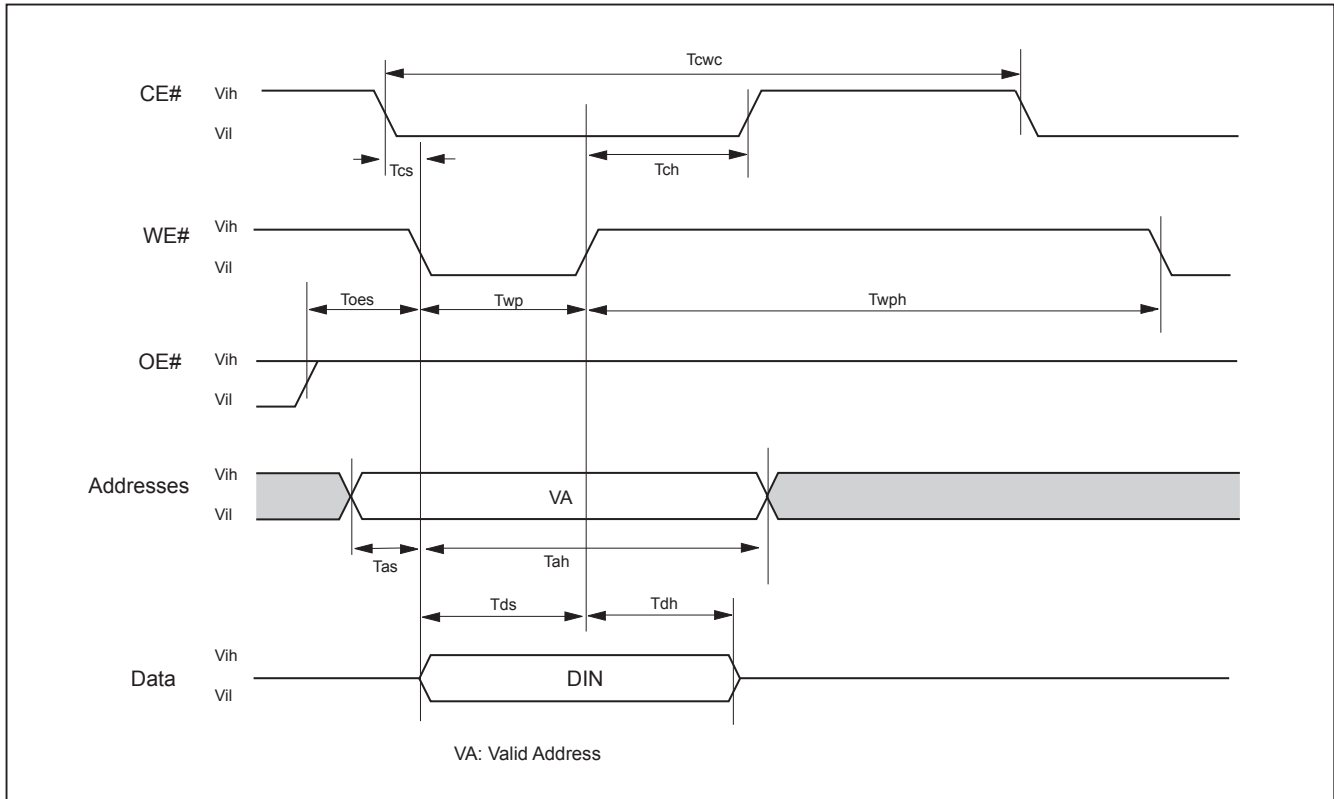 Tcwc
CE# Vih
Vil
Tcs Tch
WE# Vih
Vil
Toes Twp Twph
OE# Vih
Vil
Addresses Vih
VA
Vil
Tas Tah
Tds Tdh
Data Vih
DIN
Vil
VA: Valid Address